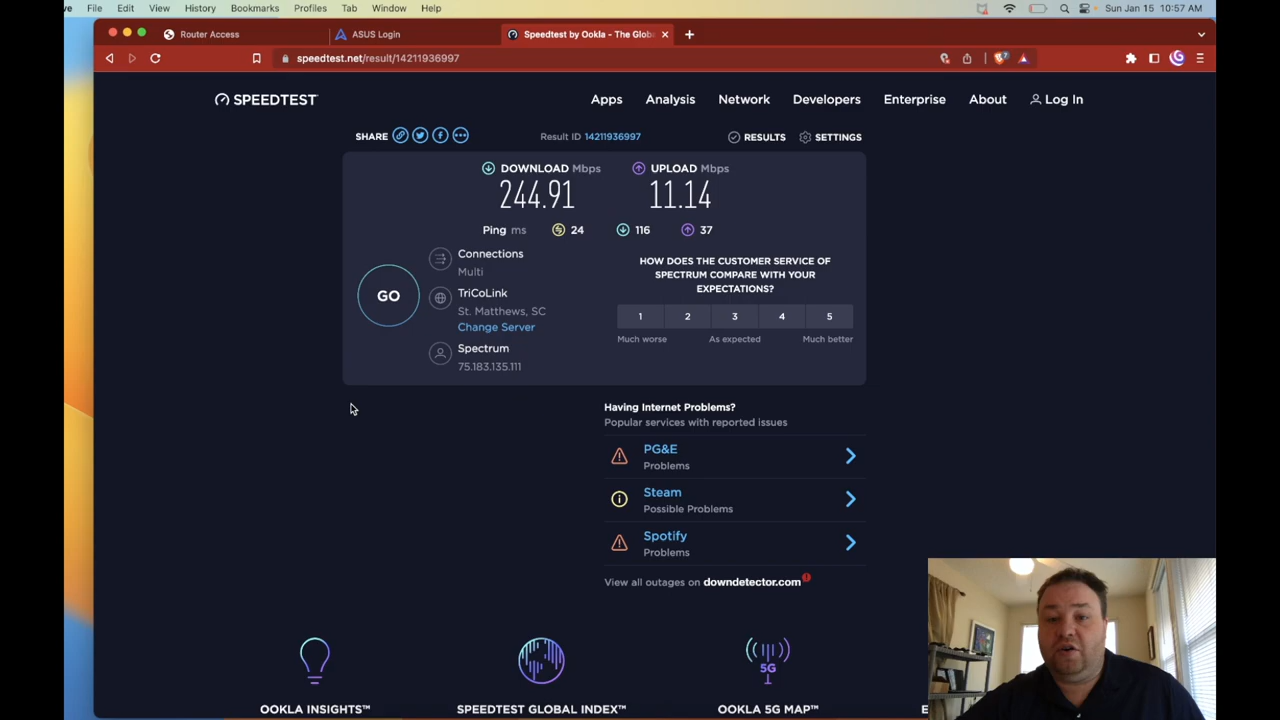 File Edit View History Bookmarks Profiles Tab Window Help
Sun Jan 15 10:57 AM
Router Access
ASUS Login
Speedtest by Ookla - The Globa
speedtest.net/result/14211936997
SPEEDTEST
Apps Analysis Network Developers Enterprise About Log In
SHARE
Result ID 14211936997
RESULTS SETTINGS
DOWNLOAD Mbps
244.91
UPLOAD Mbps
11.14
Ping ms 24 116 37
GO
Connections
Multi
TriCoLink
St. Matthews, SC
Change Server
Spectrum
75.183.135.111
HOW DOES THE CUSTOMER SERVICE OF
SPECTRUM COMPARE WITH YOUR
EXPECTATIONS?
1 2 3 4 5
Much worse As expected Much better
Having Internet Problems?
Popular services with reported issues
PG&E
Problems
Steam
Possible Problems
Spotify
Problems
View all outages on downdetector.com
5G
OOKLA INSIGHTS™ SPEEDTEST GLOBAL INDEX™ OOKLA 5G MAP™